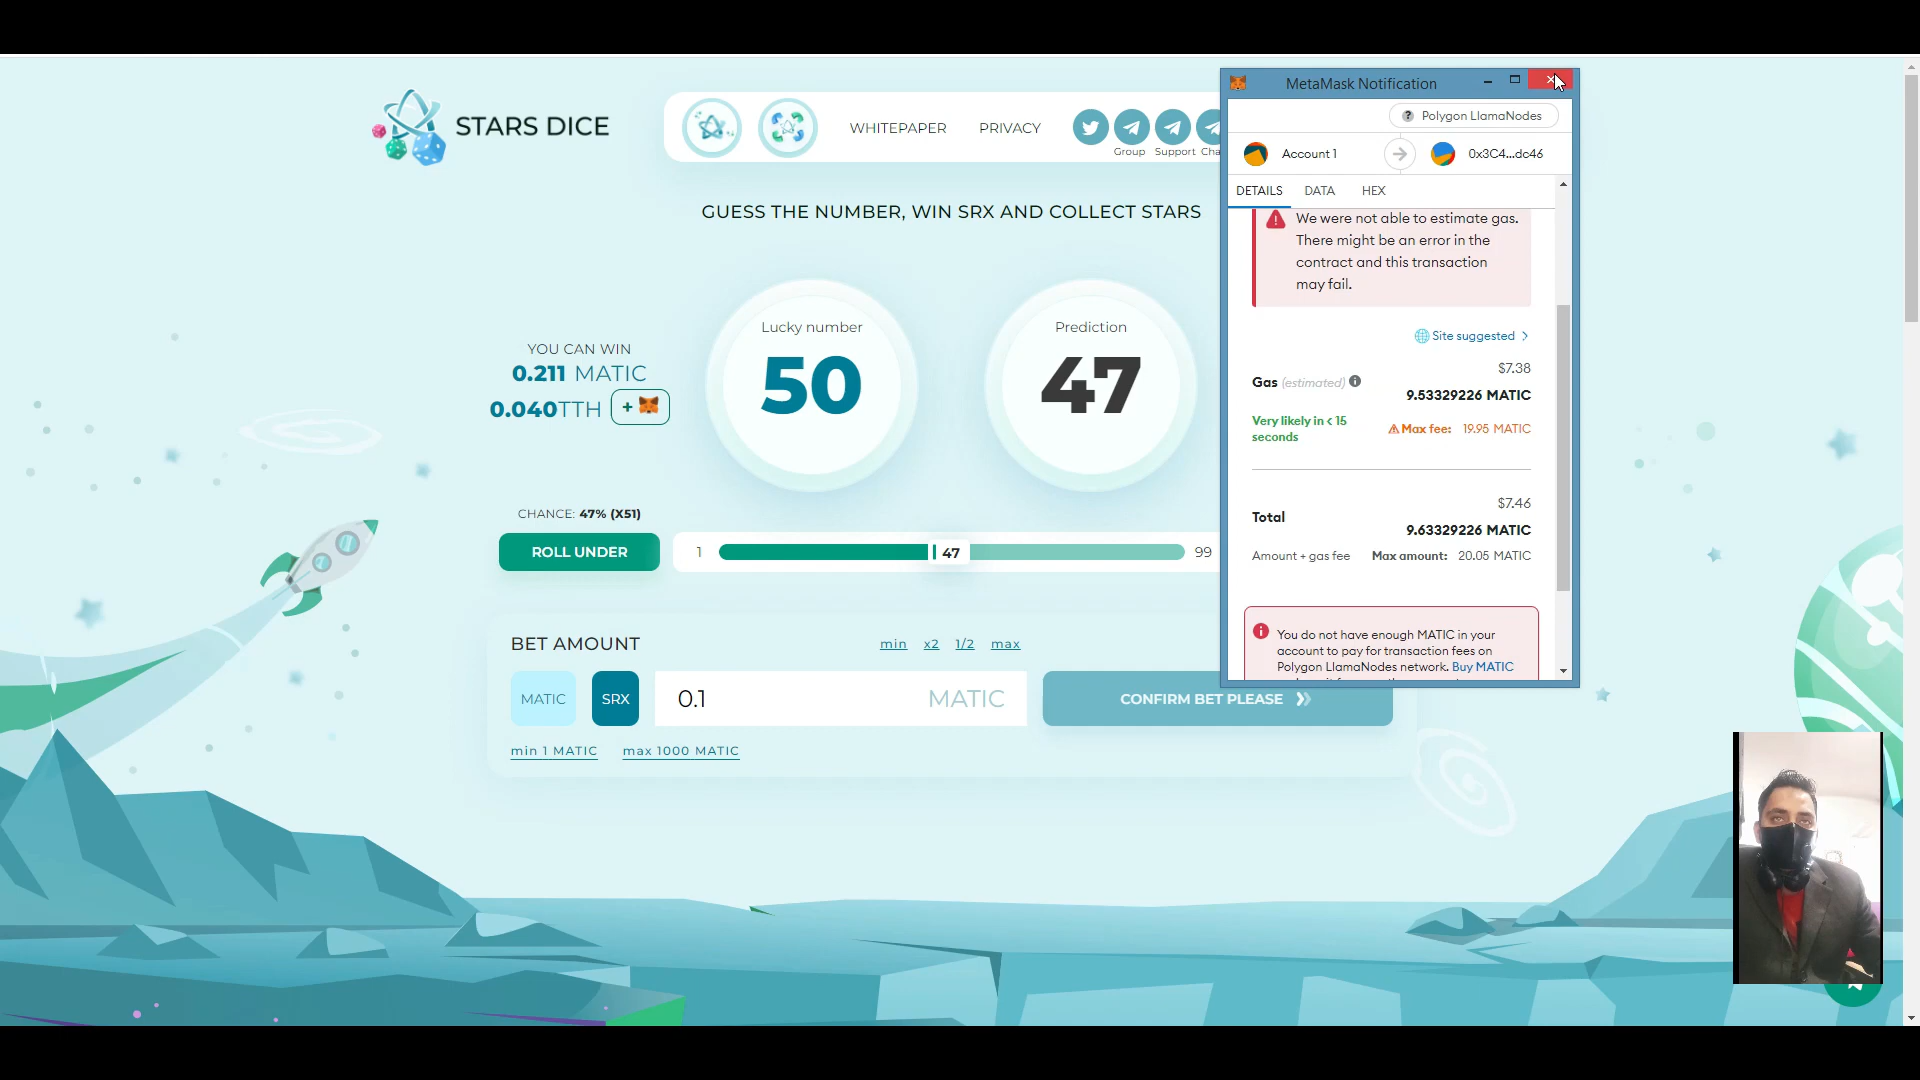 STARS DICE
WHITEPAPER
PRIVACY
Group
Support
Cha
GUESS THE NUMBER, WIN SRX AND COLLECT STARS
YOU CAN WIN
0.211 MATIC
0.040TTH
+
Lucky number
50
Prediction
47
CHANCE: 47% (X51)
ROLL UNDER
1
47
99
BET AMOUNT
min
x2
1/2
max
MATIC
SRX
0.1
MATIC
CONFIRM BET PLEASE
min 1 MATIC
max 1000 MATIC
MetaMask Notification
? Polygon LlamaNodes
Account 1
0x3C4...dc46
DETAILS
DATA
HEX
We were not able to estimate gas.
There might be an error in the
contract and this transaction
may fail.
Site suggested >
$7.38
Gas (estimated)
9.53329226 MATIC
Very likely in < 15
seconds
Max fee: 19.95 MATIC
$7.46
Total
9.63329226 MATIC
Amount + gas fee
Max amount: 20.05 MATIC
You do not have enough MATIC in your
account to pay for transaction fees on
Polygon LlamaNodes network. Buy MATIC